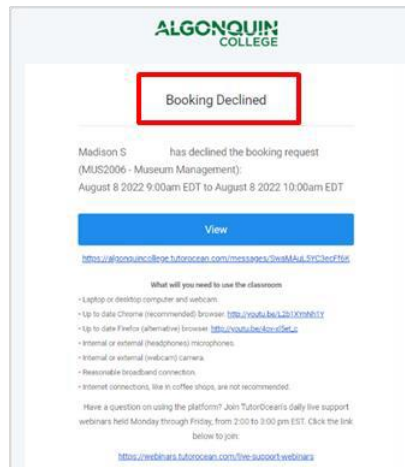 ALGONQUIN
COLLEGE
Booking Declined
Madison S has declined the booking request
(MUS2006 - Museum Management):
August 8 2022 9:00am EDT to August 8 2022 10:00am EDT
View
https://algonquincollege.tutorocean.com/messages/SwaMAuL5YC3ecFf6K
What will you need to use the classroom
- Laptop or desktop computer and webcam.
- Up to date Chrome (recommended) browser.
- Up to date Firefox (alternative) browser.
- Internal or external (headphones) microphones.
- Internal or external (webcam) camera.
- Reasonable broadband connection.
- Internet connections, like in coffee shops, are not recommended.
Have a question on using the platform? Join TutorOcean's daily live support
webinars held Monday through Friday, from 2:00 to 3:00 pm EST. Click the link
below to join:
https://webinars.tutorocean.com/live-support-webinars